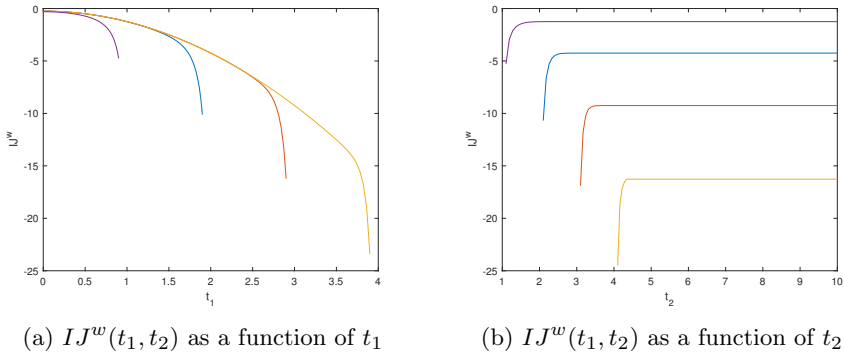 0
-5
-10
-15
-20
-25
IJ^w
0 0.5 1 1.5 2 2.5 3 3.5 4
t_1
0
-5
-10
-15
-20
-25
IJ^w
1 2 3 4 5 6 7 8 9 10
t_2
(a) IJ^w(t_1, t_2) as a function of t_1
(b) IJ^w(t_1, t_2) as a function of t_2